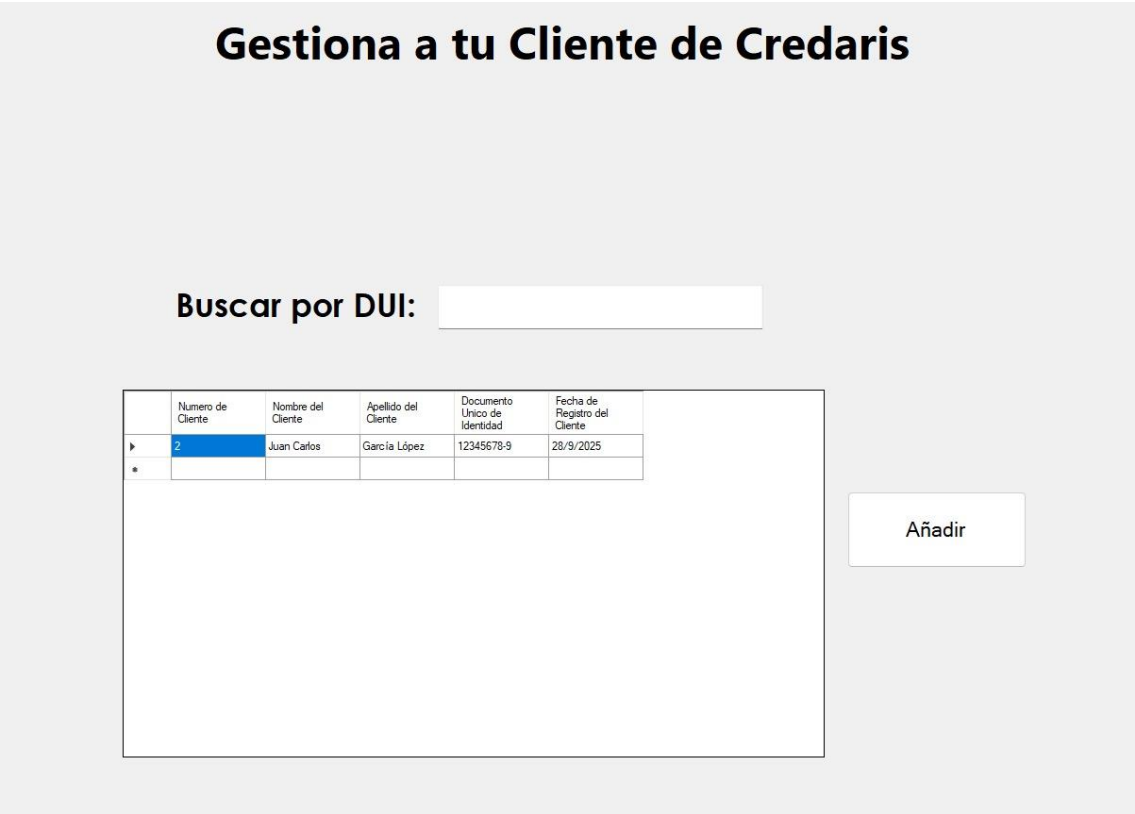 Gestiona a tu Cliente de Credaris
Buscar por DUI:
Numero de Cliente Nombre del Cliente Apellido del Cliente Documento Unico de Identidad Fecha de Registro del Cliente
2 Juan Carlos García López 12345678-9 28/9/2025
Añadir